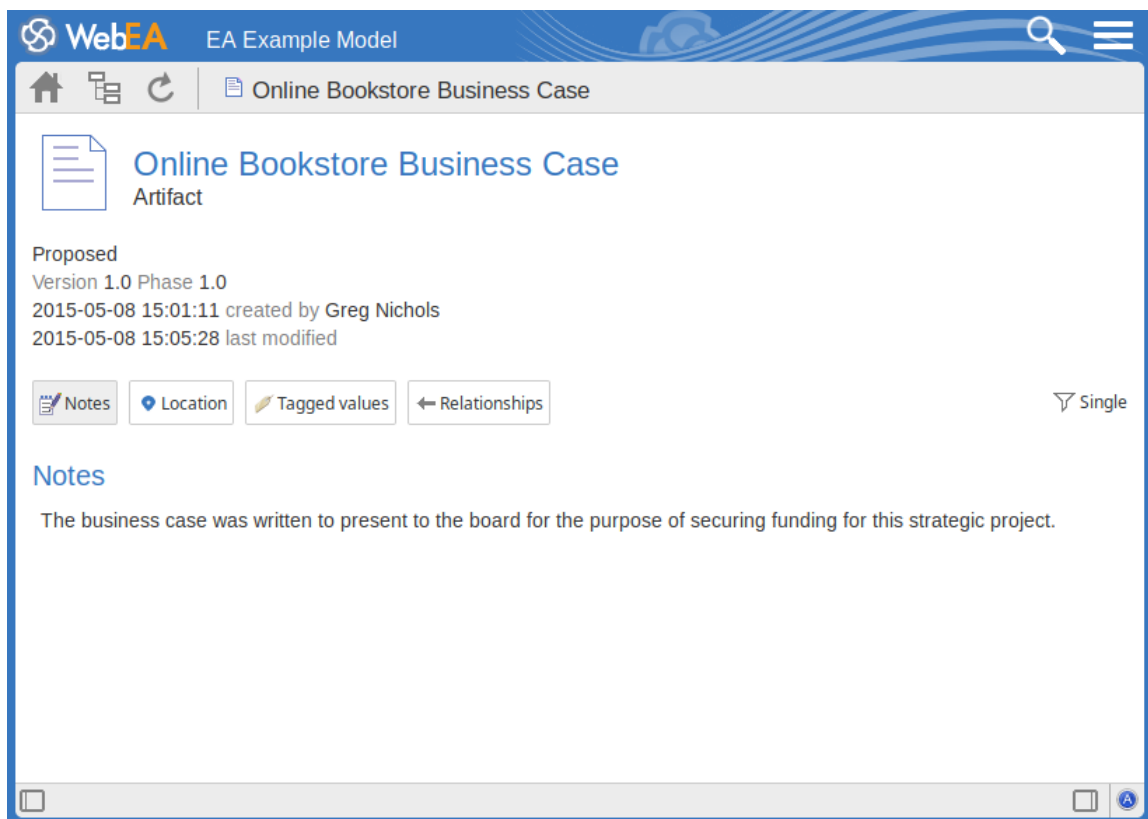 WebEA EA Example Model
Online Bookstore Business Case
Online Bookstore Business Case
Artifact
Proposed
Version 1.0 Phase 1.0
2015-05-08 15:01:11 created by Greg Nichols
2015-05-08 15:05:28 last modified
Notes Location Tagged values Relationships Single
Notes
The business case was written to present to the board for the purpose of securing funding for this strategic project.
A